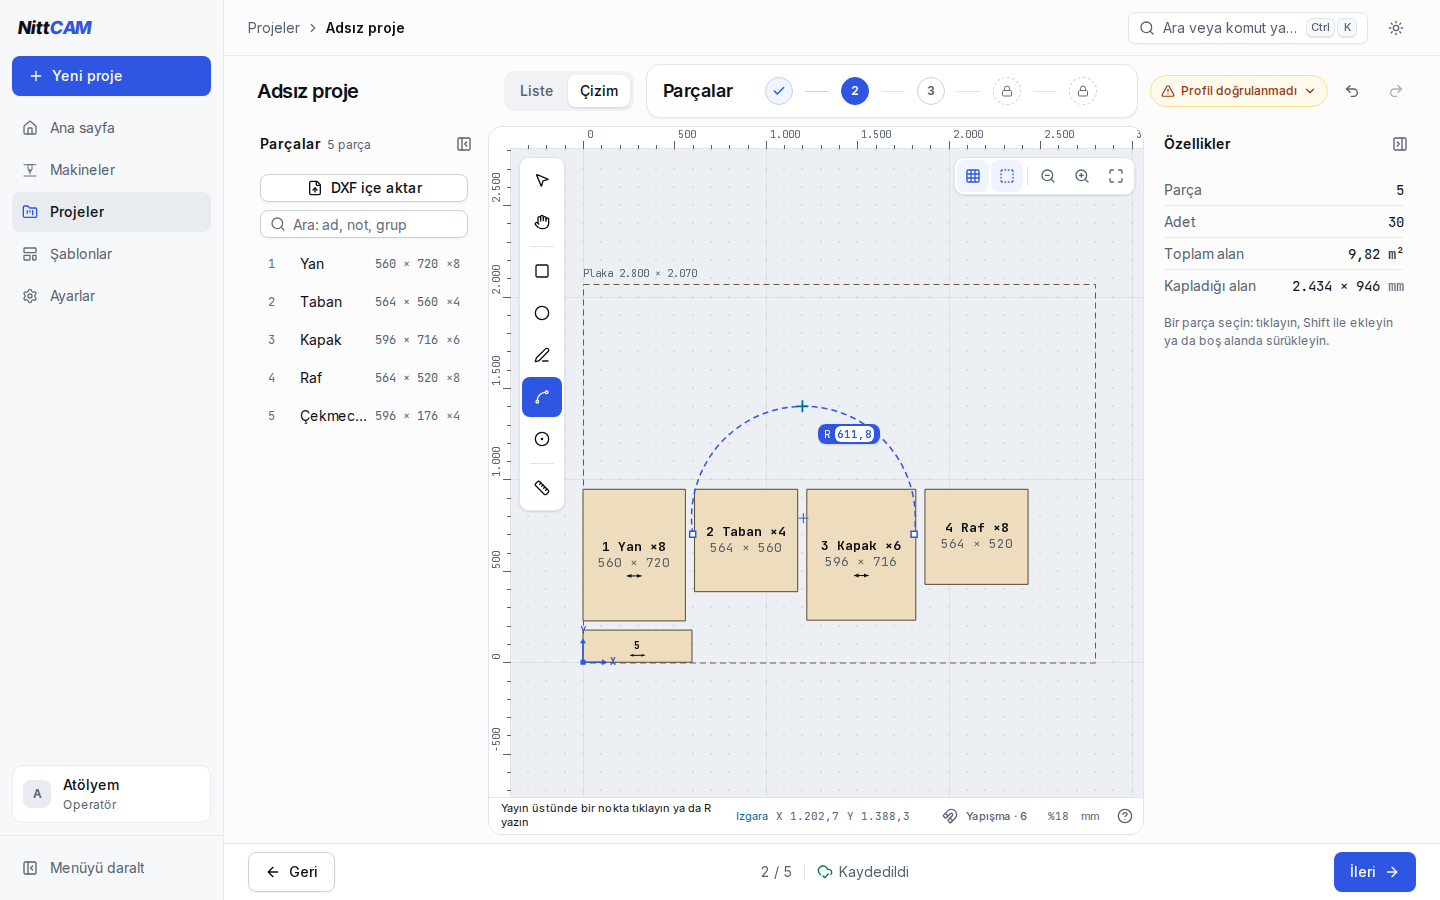 NittCAM
Yeni proje
Ana sayfa
Makineler
Projeler
Şablonlar
Ayarlar
A
Atölyem
Operatör
Menüyü daralt
Projeler > Adsız proje
Ara veya komut ya... Ctrl K
Adsız proje
Liste
Çizim
Parçalar
2
3
Profil doğrulanmadı
Parçalar 5 parça
DXF içe aktar
Ara: ad, not, grup
1 Yan 560 × 720 ×8
2 Taban 564 × 560 ×4
3 Kapak 596 × 716 ×6
4 Raf 564 × 520 ×8
5 Çekmec... 596 × 176 ×4
0 500 1.000 1.500 2.000 2.500 3
2.500
2.000
1.500
1.000
500
0
-500
Plaka 2.800 × 2.070
R 611,8
1 Yan ×8
560 × 720
2 Taban ×4
564 × 560
3 Kapak ×6
596 × 716
4 Raf ×8
564 × 520
5
Y
X
Yayın üstünde bir nokta tıklayın ya da R
yazın
Izgara X 1.202,7 Y 1.388,3
Yapışma · 6
%18
mm
Özellikler
Parça 5
Adet 30
Toplam alan 9,82 m²
Kapladığı alan 2.434 × 946 mm
Bir parça seçin: tıklayın, Shift ile ekleyin
ya da boş alanda sürükleyin.
Geri
2 / 5
Kaydedildi
İleri